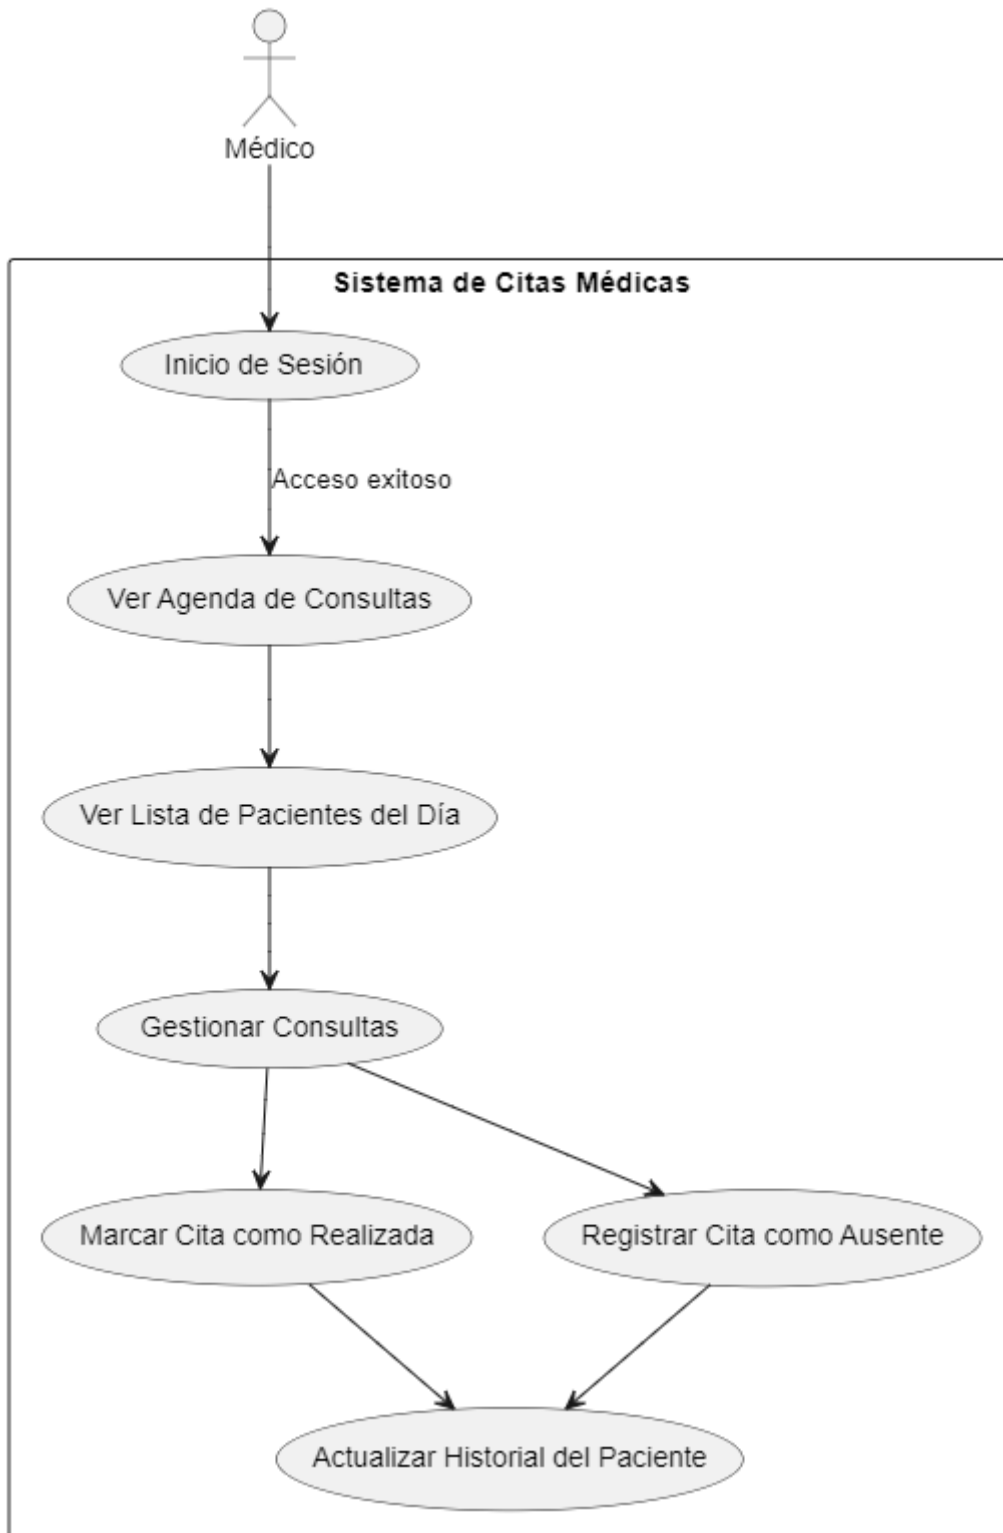 Médico
Sistema de Citas Médicas
Inicio de Sesión
Acceso exitoso
Ver Agenda de Consultas
Ver Lista de Pacientes del Día
Gestionar Consultas
Marcar Cita como Realizada
Registrar Cita como Ausente
Actualizar Historial del Paciente